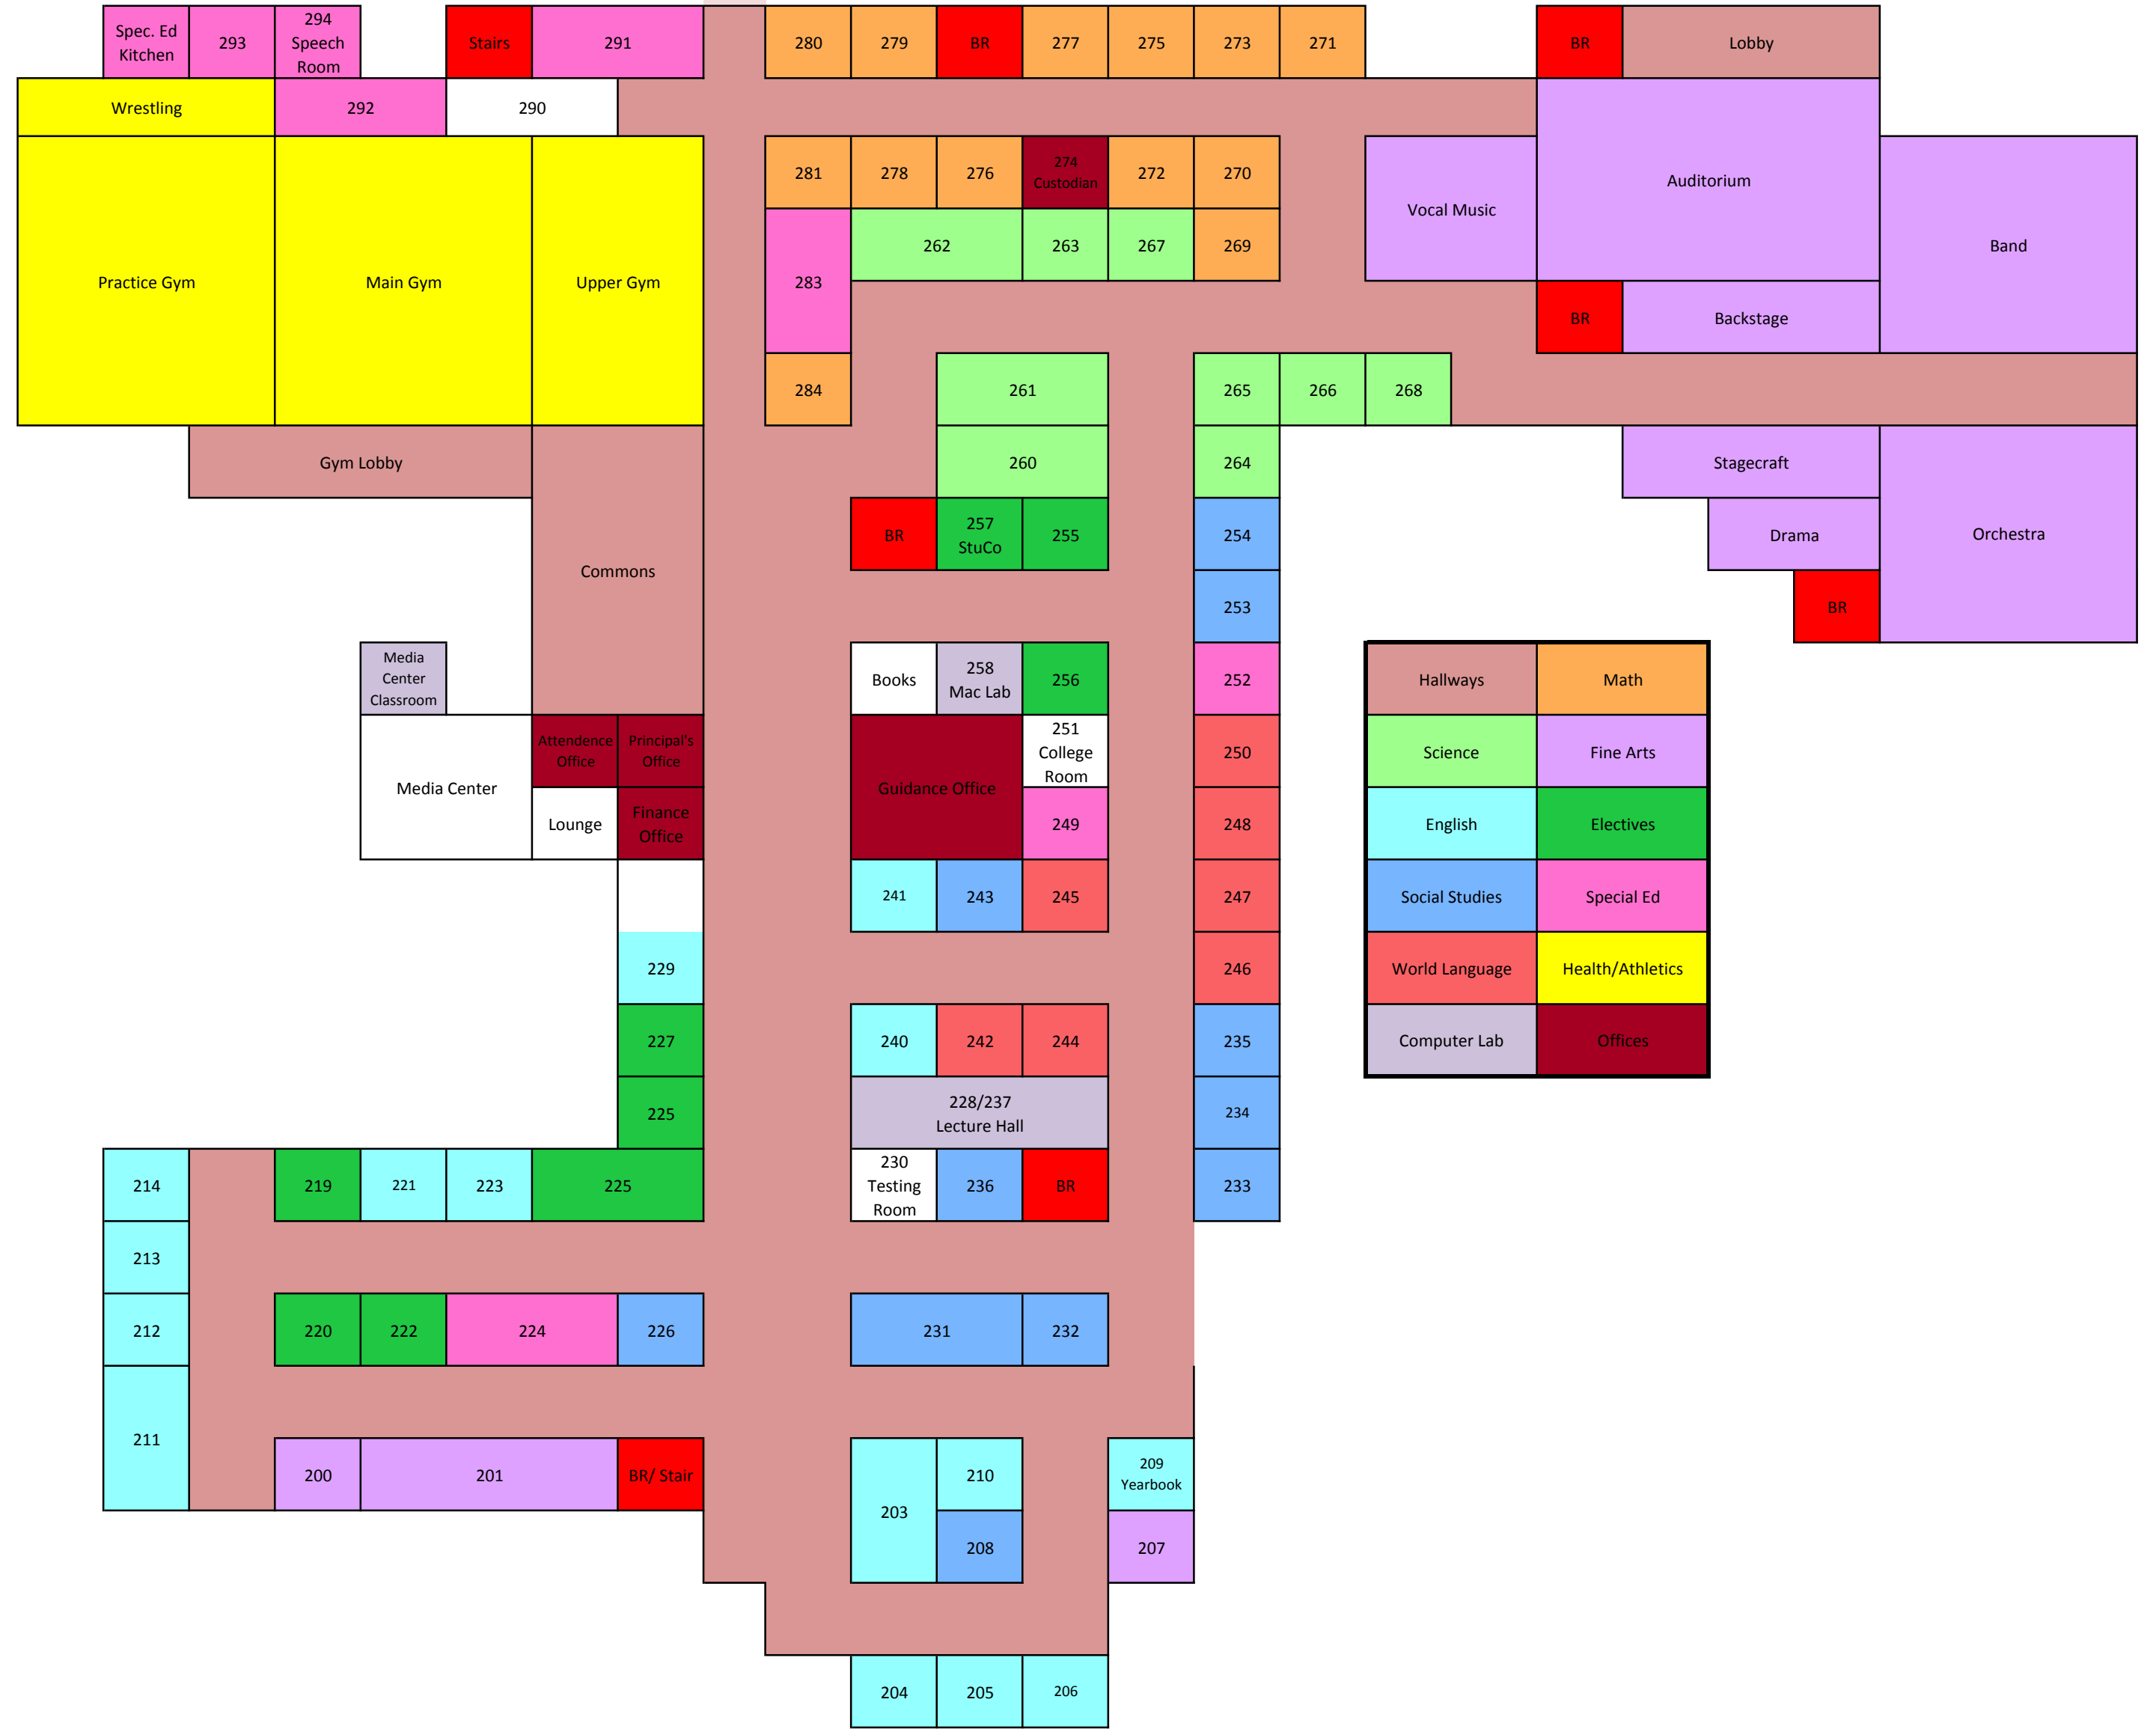 Spec. Ed
Kitchen
293
294
Speech
Room
Stairs
291
280
279
BR
277
275
273
271
BR
Lobby
Wrestling
292
290
281
278
276
274
Custodian
272
270
Vocal Music
Auditorium
Band
Practice Gym
Main Gym
Upper Gym
283
262
263
267
269
BR
Backstage
284
261
265
266
268
Gym Lobby
Commons
260
264
Stagecraft
Orchestra
BR
257
StuCo
255
254
Drama
253
BR
Media
Center
Classroom
Books
258
Mac Lab
256
252
Hallways
Math
Media Center
Attendence
Office
Principal's
Office
Guidance Office
251
College
Room
250
Science
Fine Arts
Lounge
Finance
Office
249
248
English
Electives
241
243
245
247
Social Studies
Special Ed
229
246
World Language
Health/Athletics
227
240
242
244
235
Computer Lab
Offices
225
228/237
Lecture Hall
234
214
219
221
223
225
230
Testing
Room
236
BR
233
213
212
220
222
224
226
231
232
211
200
201
BR/ Stair
203
210
209
Yearbook
208
207
204
205
206